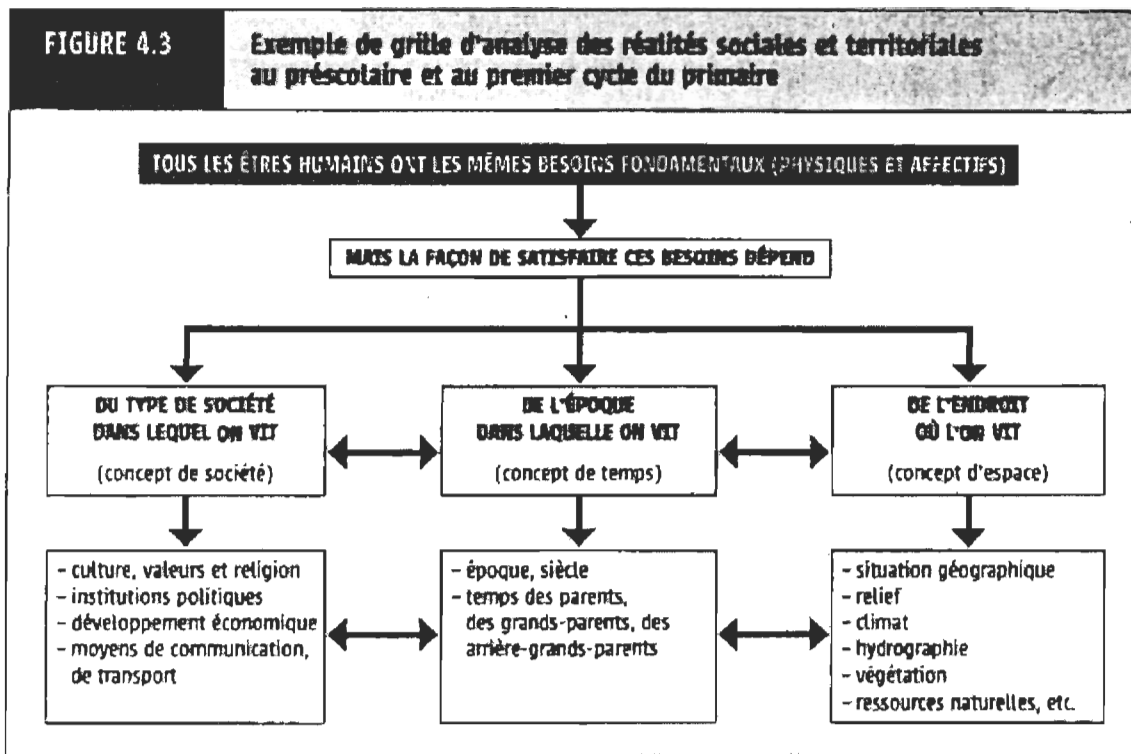 FIGURE 4.3
Exemple de grille d'analyse des réalités sociales et territoriales
au préscolaire et au premier cycle du primaire
TOUS LES ÊTRES HUMAINS ONT LES MÊMES BESOINS FONDAMENTAUX (PHYSIQUES ET AFFECTIFS)
MAIS LA FAÇON DE SATISFAIRE CES BESOINS DÉPEND
DU TYPE DE SOCIÉTÉ
DANS LEQUEL ON VIT
(concept de société)
DE L'ÉPOQUE
DANS LAQUELLE ON VIT
(concept de temps)
DE L'ENDROIT
OÙ L'ON VIT
(concept d'espace)
– culture, valeurs et religion
– institutions politiques
– développement économique
– moyens de communication,
de transport
– époque, siècle
– temps des parents,
des grands-parents, des
arrière-grands-parents
– situation géographique
– relief
– climat
– hydrographie
– végétation
– ressources naturelles, etc.